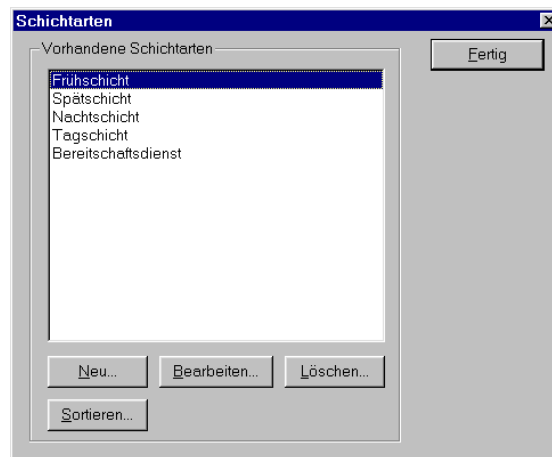 Schichtarten
Vorhandene Schichtarten
Fertig
Frühschicht
Spätschicht
Nachtschicht
Tagschicht
Bereitschaftsdienst
Neu... Bearbeiten... Löschen...
Sortieren...